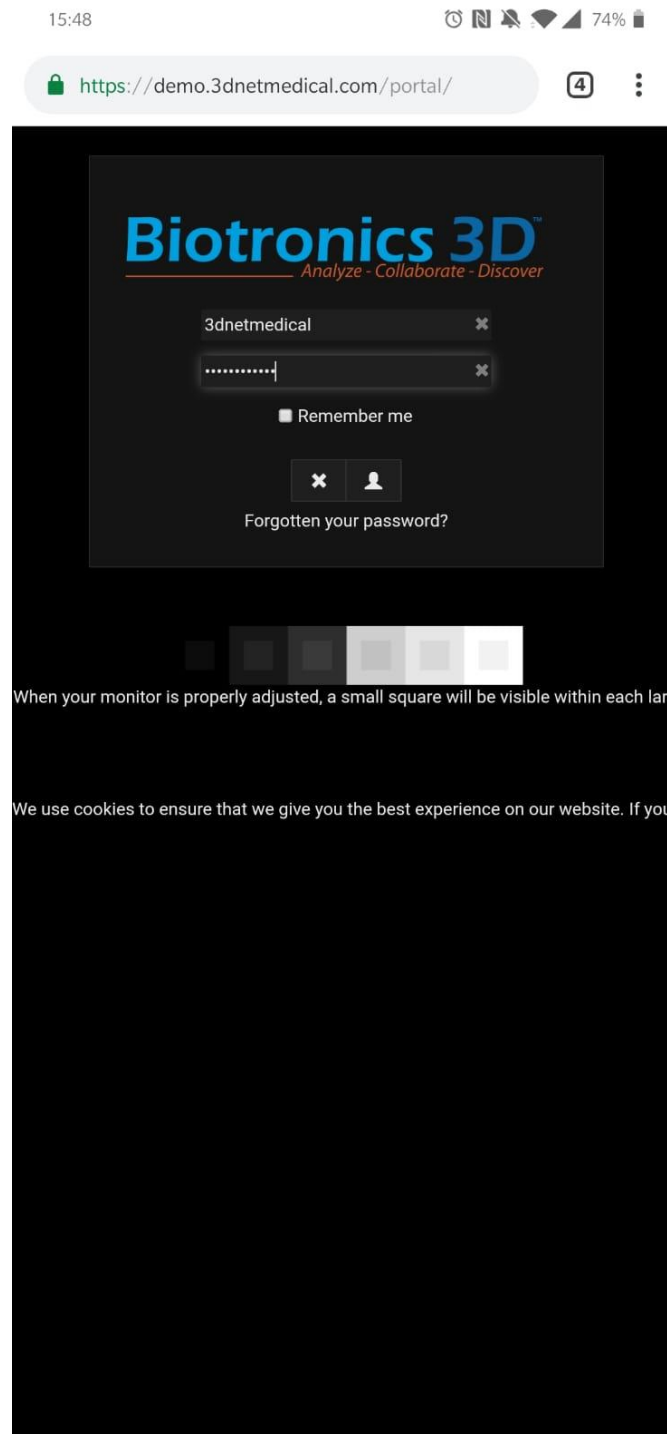 15:48
74%
https://demo.3dnetmedical.com/portal/
4
Biotronics 3D™
Analyze - Collaborate - Discover
3dnetmedical
••••••••••••
Remember me
Forgotten your password?
When your monitor is properly adjusted, a small square will be visible within each lar
We use cookies to ensure that we give you the best experience on our website. If you